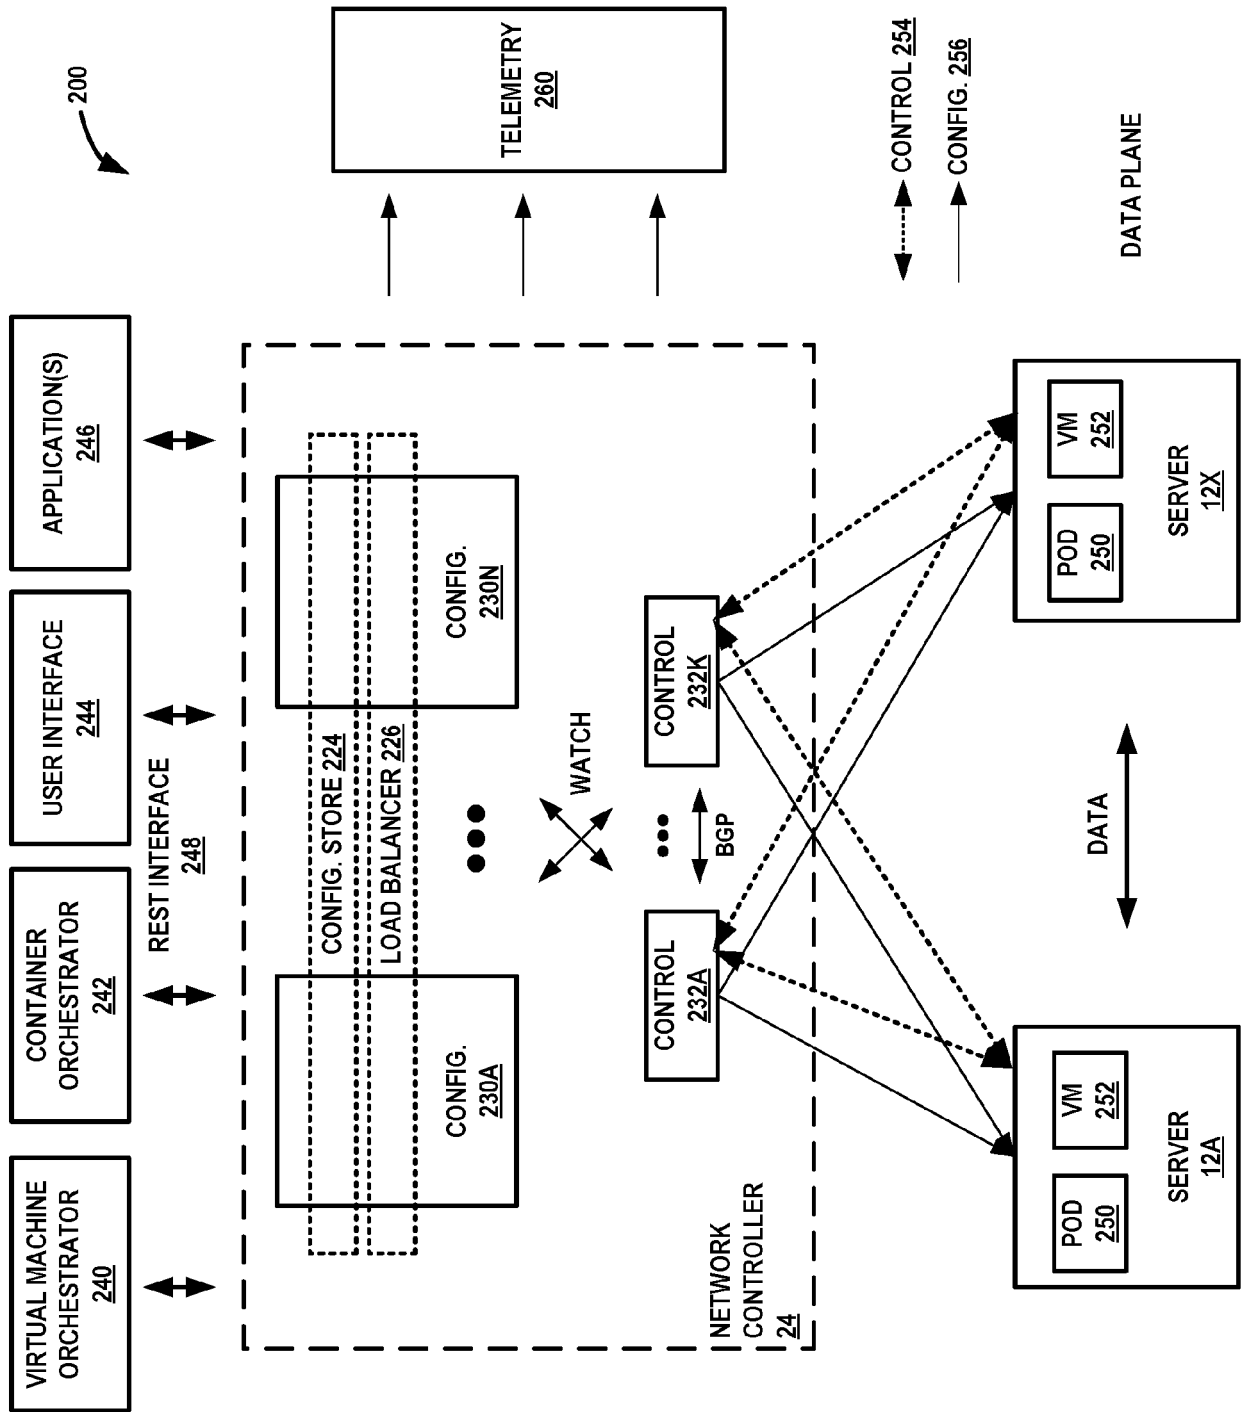 200
VIRTUAL MACHINE
ORCHESTRATOR
240
CONTAINER
ORCHESTRATOR
242
USER INTERFACE
244
APPLICATION(S)
246
REST INTERFACE
248
CONFIG. STORE 224
LOAD BALANCER 226
CONFIG.
230A
CONFIG.
230N
WATCH
CONTROL
232A
BGP
CONTROL
232K
NETWORK
CONTROLLER
24
TELEMETRY
260
CONTROL 254
CONFIG. 256
DATA PLANE
POD
250
VM
252
SERVER
12A
DATA
POD
250
VM
252
SERVER
12X